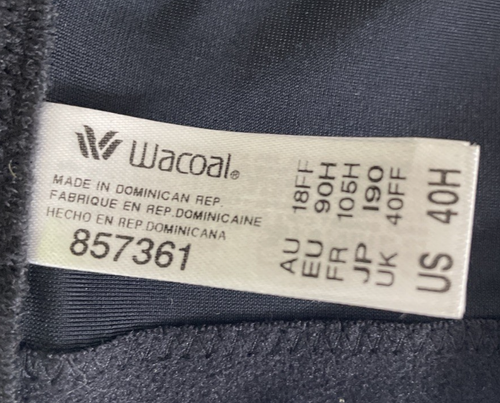 Wacoal®
MADE IN DOMINICAN REP.
FABRIQUE EN REP.DOMINICAINE
HECHO EN REP.DOMINICANA
857361
AU 18FF
EU 90H
FR 105H
JP I90
UK 40FF
US 40H